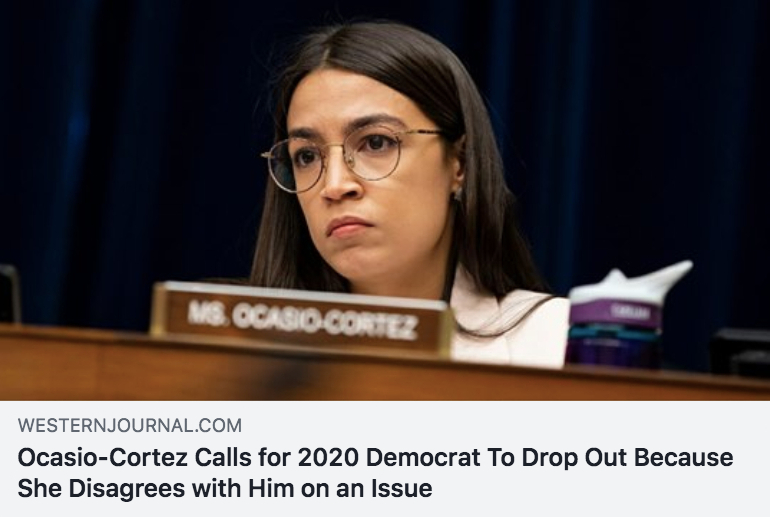 MS. OCASIO-CORTEZ
WESTERNJOURNAL.COM
Ocasio-Cortez Calls for 2020 Democrat To Drop Out Because
She Disagrees with Him on an Issue